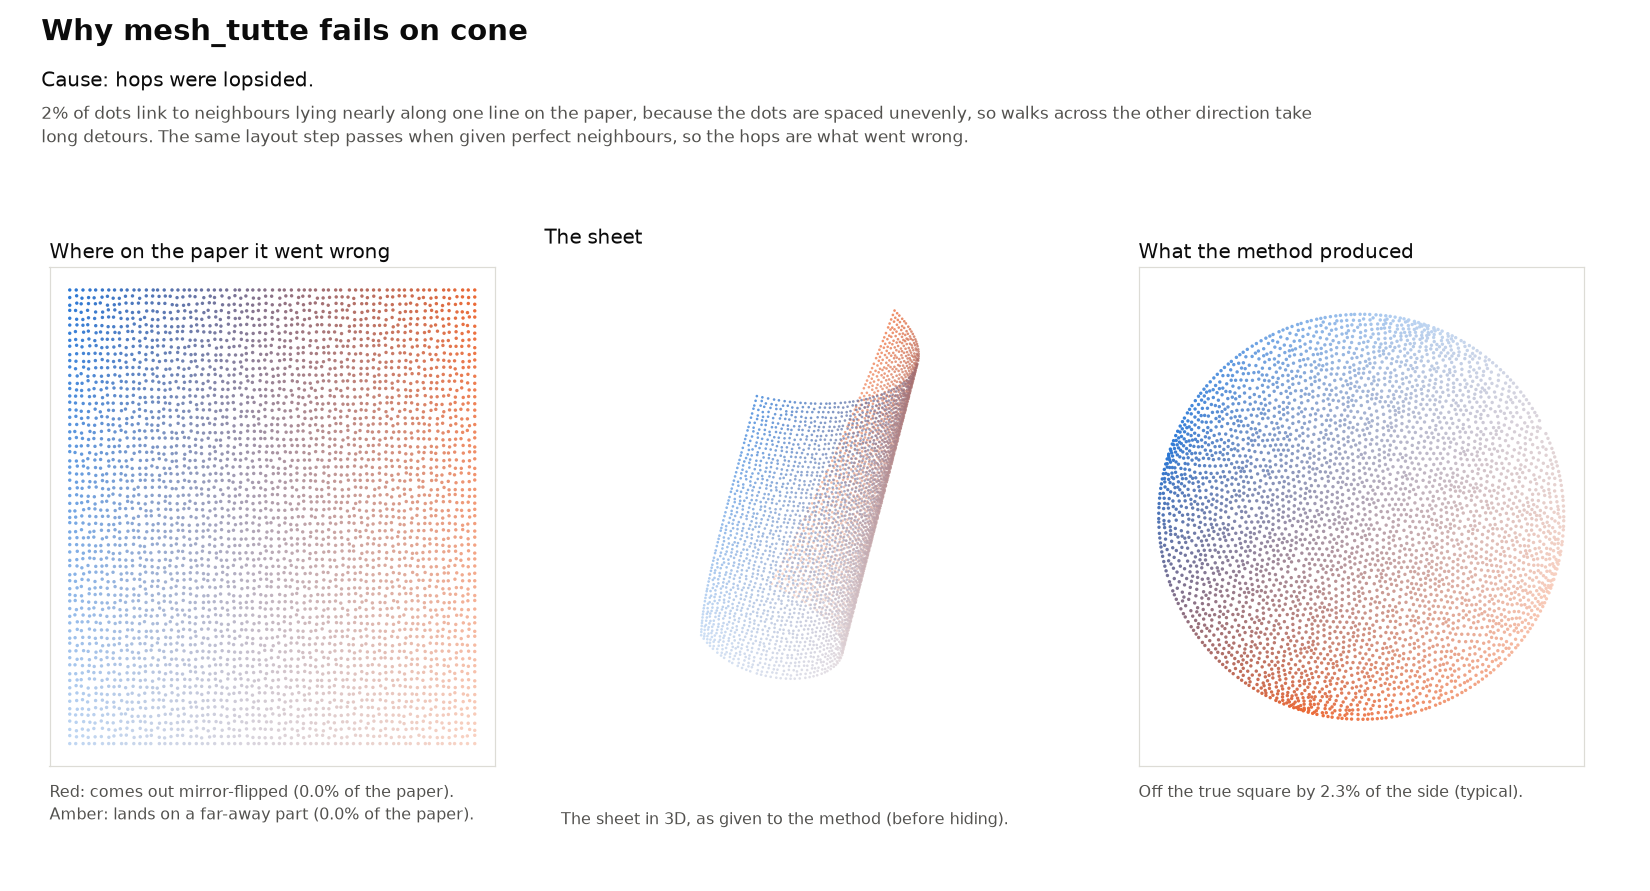 Why mesh_tutte fails on cone
Cause: hops were lopsided.
2% of dots link to neighbours lying nearly along one line on the paper, because the dots are spaced unevenly, so walks across the other direction take
long detours. The same layout step passes when given perfect neighbours, so the hops are what went wrong.
Where on the paper it went wrong
The sheet
What the method produced
Red: comes out mirror-flipped (0.0% of the paper).
Amber: lands on a far-away part (0.0% of the paper).
The sheet in 3D, as given to the method (before hiding).
Off the true square by 2.3% of the side (typical).